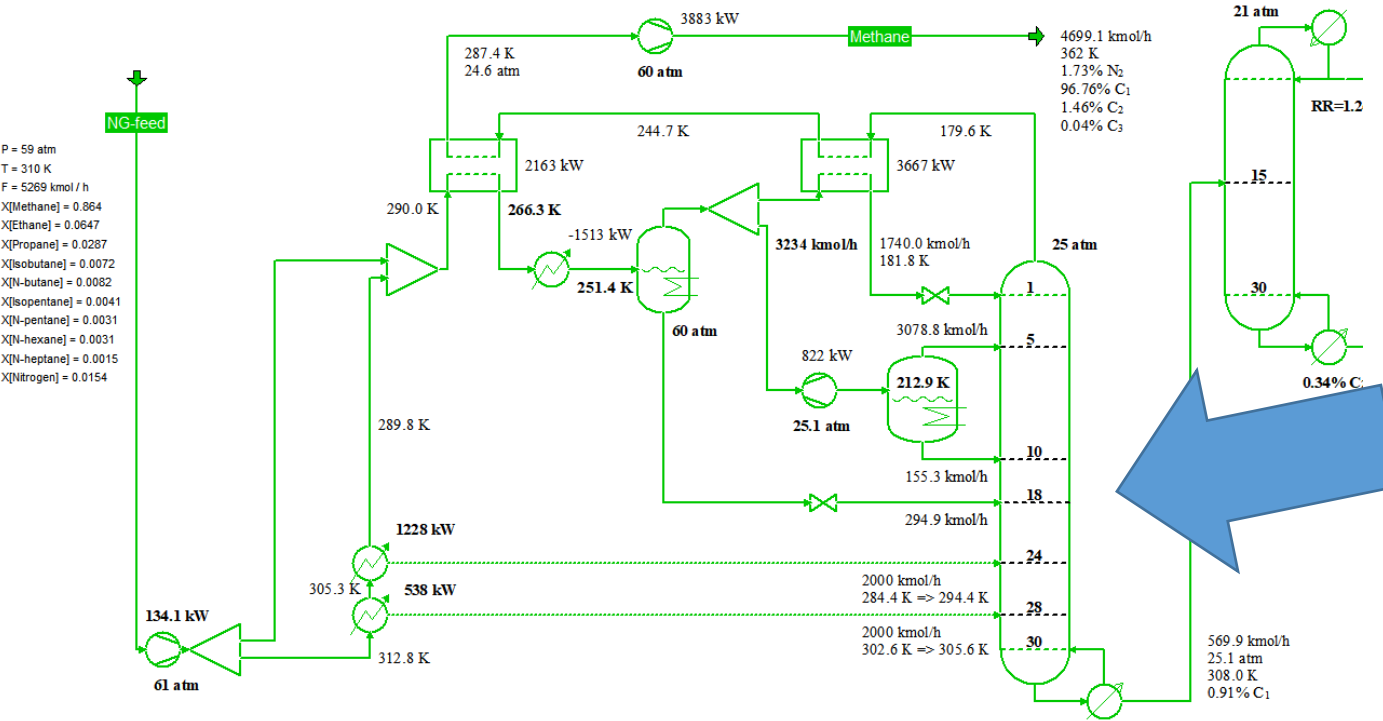 3883 kW
21 atm
Methane
4699.1 kmol/h
362 K
1.73% N₂
96.76% C₁
1.46% C₂
0.04% C₃
287.4 K
24.6 atm
60 atm
NG-feed
RR=1.2
244.7 K
179.6 K
P = 59 atm
T = 310 K
F = 5269 kmol / h
X[Methane] = 0.864
X[Ethane] = 0.0647
X[Propane] = 0.0287
X[Isobutane] = 0.0072
X[N-butane] = 0.0082
X[Isopentane] = 0.0041
X[N-pentane] = 0.0031
X[N-hexane] = 0.0031
X[N-heptane] = 0.0015
X[Nitrogen] = 0.0154
2163 kW
3667 kW
15
290.0 K
266.3 K
-1513 kW
251.4 K
60 atm
3234 kmol/h
1740.0 kmol/h
181.8 K
25 atm
1
30
3078.8 kmol/h
5
822 kW
212.9 K
25.1 atm
0.34% C
289.8 K
10
155.3 kmol/h
18
294.9 kmol/h
1228 kW
24
305.3 K
538 kW
2000 kmol/h
284.4 K => 294.4 K
28
134.1 kW
2000 kmol/h
302.6 K => 305.6 K
30
312.8 K
61 atm
569.9 kmol/h
25.1 atm
308.0 K
0.91% C₁